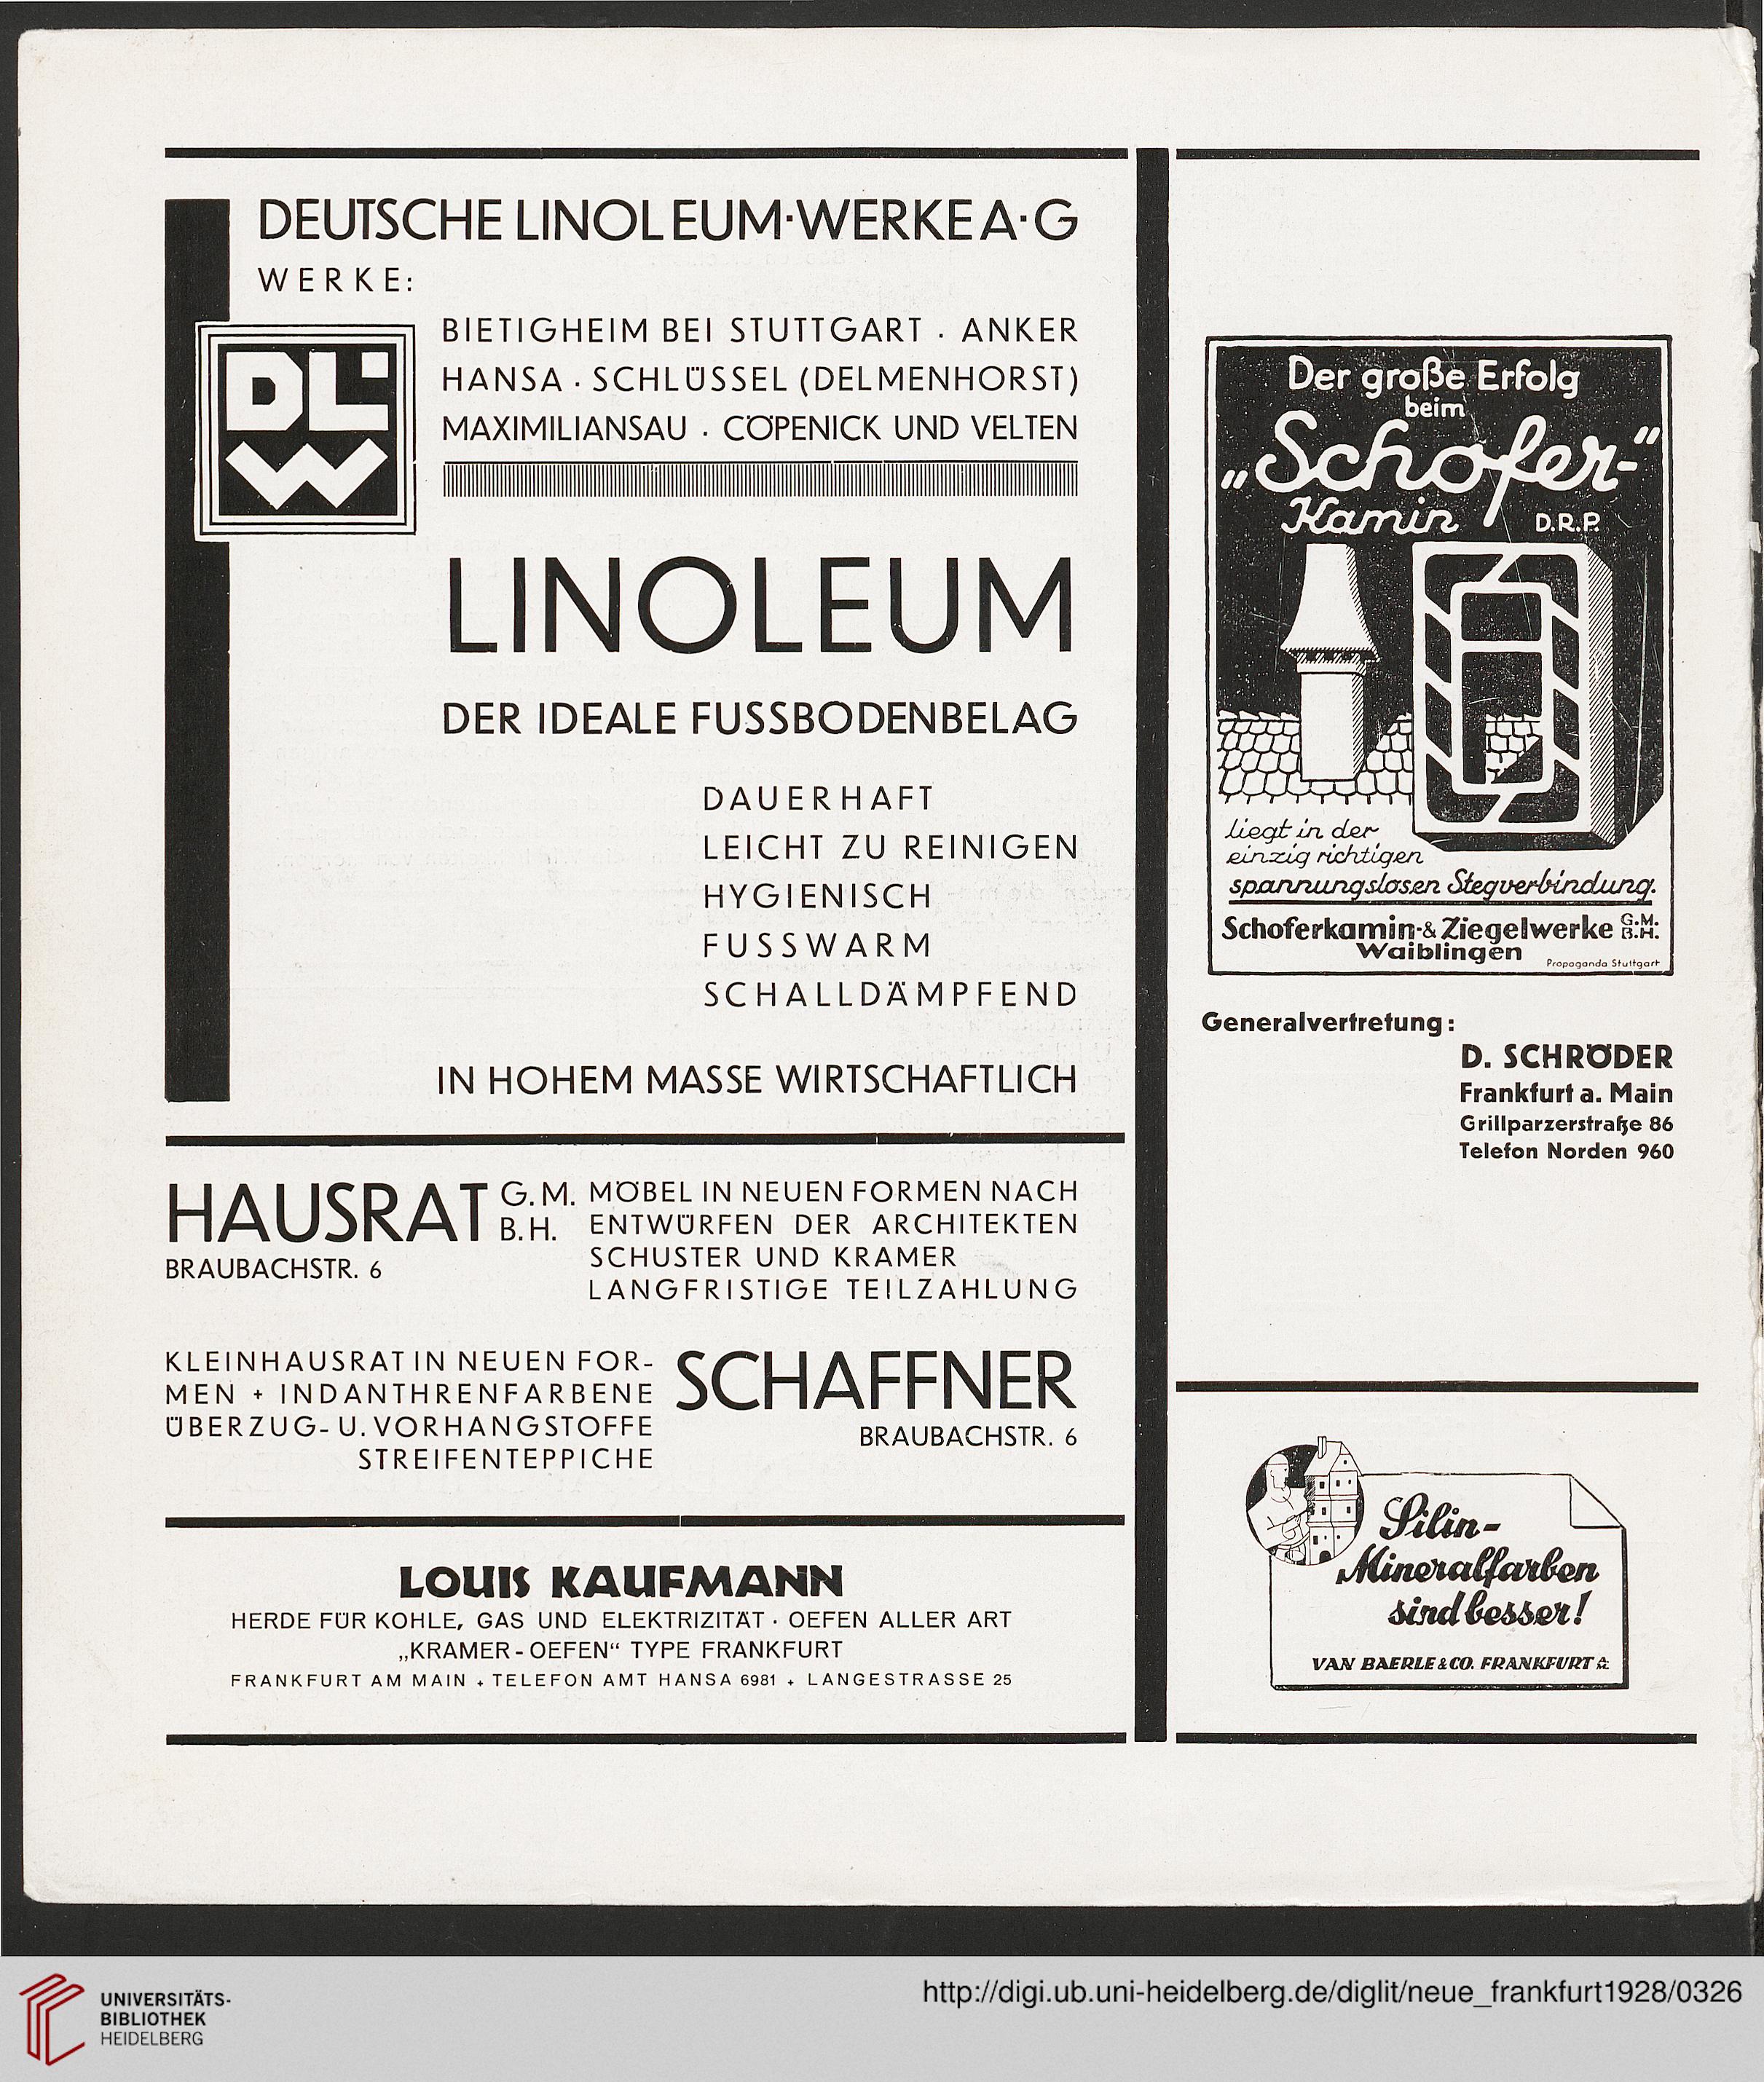 DEUTSCHE LINOLEUM·WERKE A·G
WERKE:
BIETIGHEIM BEI STUTTGART · ANKER
HANSA · SCHLÜSSEL (DELMENHORST)
MAXIMILIANSAU · CÖPENICK UND VELTEN
DL
W
LINOLEUM
DER IDEALE FUSSBODENBELAG
DAUERHAFT
LEICHT ZU REINIGEN
HYGIENISCH
FUSSWARM
SCHALLDÄMPFEND
IN HOHEM MASSE WIRTSCHAFTLICH
HAUSRAT G.M.B.H.
BRAUBACHSTR. 6
MÖBEL IN NEUEN FORMEN NACH
ENTWÜRFEN DER ARCHITEKTEN
SCHUSTER UND KRAMER
LANGFRISTIGE TEILZAHLUNG
KLEINHAUSRAT IN NEUEN FOR-
MEN + INDANTHRENFARBENE
ÜBERZUG- U. VORHANGSTOFFE
STREIFENTEPPICHE
SCHAFFNER
BRAUBACHSTR. 6
LOUIS KAUFMANN
HERDE FÜR KOHLE, GAS UND ELEKTRIZITÄT · OEFEN ALLER ART
„KRAMER-OEFEN“ TYPE FRANKFURT
FRANKFURT AM MAIN + TELEFON AMT HANSA 6981 + LANGESTRASSE 25
Der große Erfolg
beim
„Schofer-“
Kamin D.R.P.
liegt in der
einzig richtigen
spannungslosen Stegverbindung.
Schoferkamin-& Ziegelwerke G.M.B.H.
Waiblingen
Propaganda Stuttgart
Generalvertretung:
D. SCHRÖDER
Frankfurt a. Main
Grillparzerstraße 86
Telefon Norden 960
Silin-
Mineralfarben
sind besser!
VAN BAERLE & CO. FRANKFURT
UNIVERSITÄTS-
BIBLIOTHEK
HEIDELBERG
http://digi.ub.uni-heidelberg.de/diglit/neue_frankfurt1928/0326